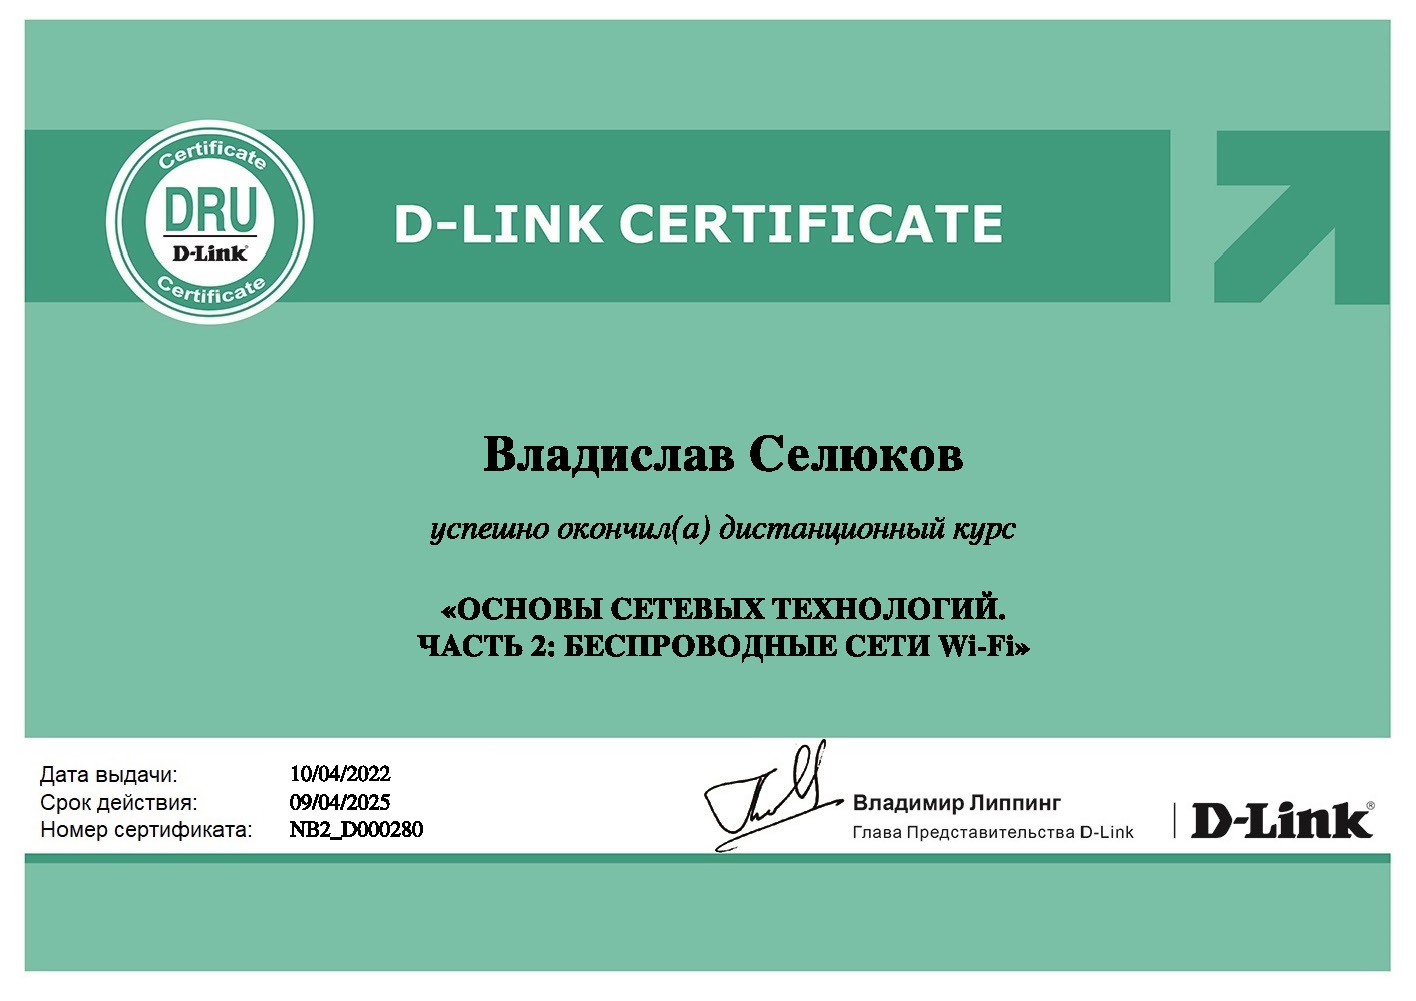 Certificate
DRU
D-Link
Certificate
D-LINK CERTIFICATE
Владислав Селюков
успешно окончил(а) дистанционный курс
«ОСНОВЫ СЕТЕВЫХ ТЕХНОЛОГИЙ.
ЧАСТЬ 2: БЕСПРОВОДНЫЕ СЕТИ Wi-Fi»
Дата выдачи: 10/04/2022
Срок действия: 09/04/2025
Номер сертификата: NB2_D000280
Владимир Липпинг
Глава Представительства D-Link
D-Link®